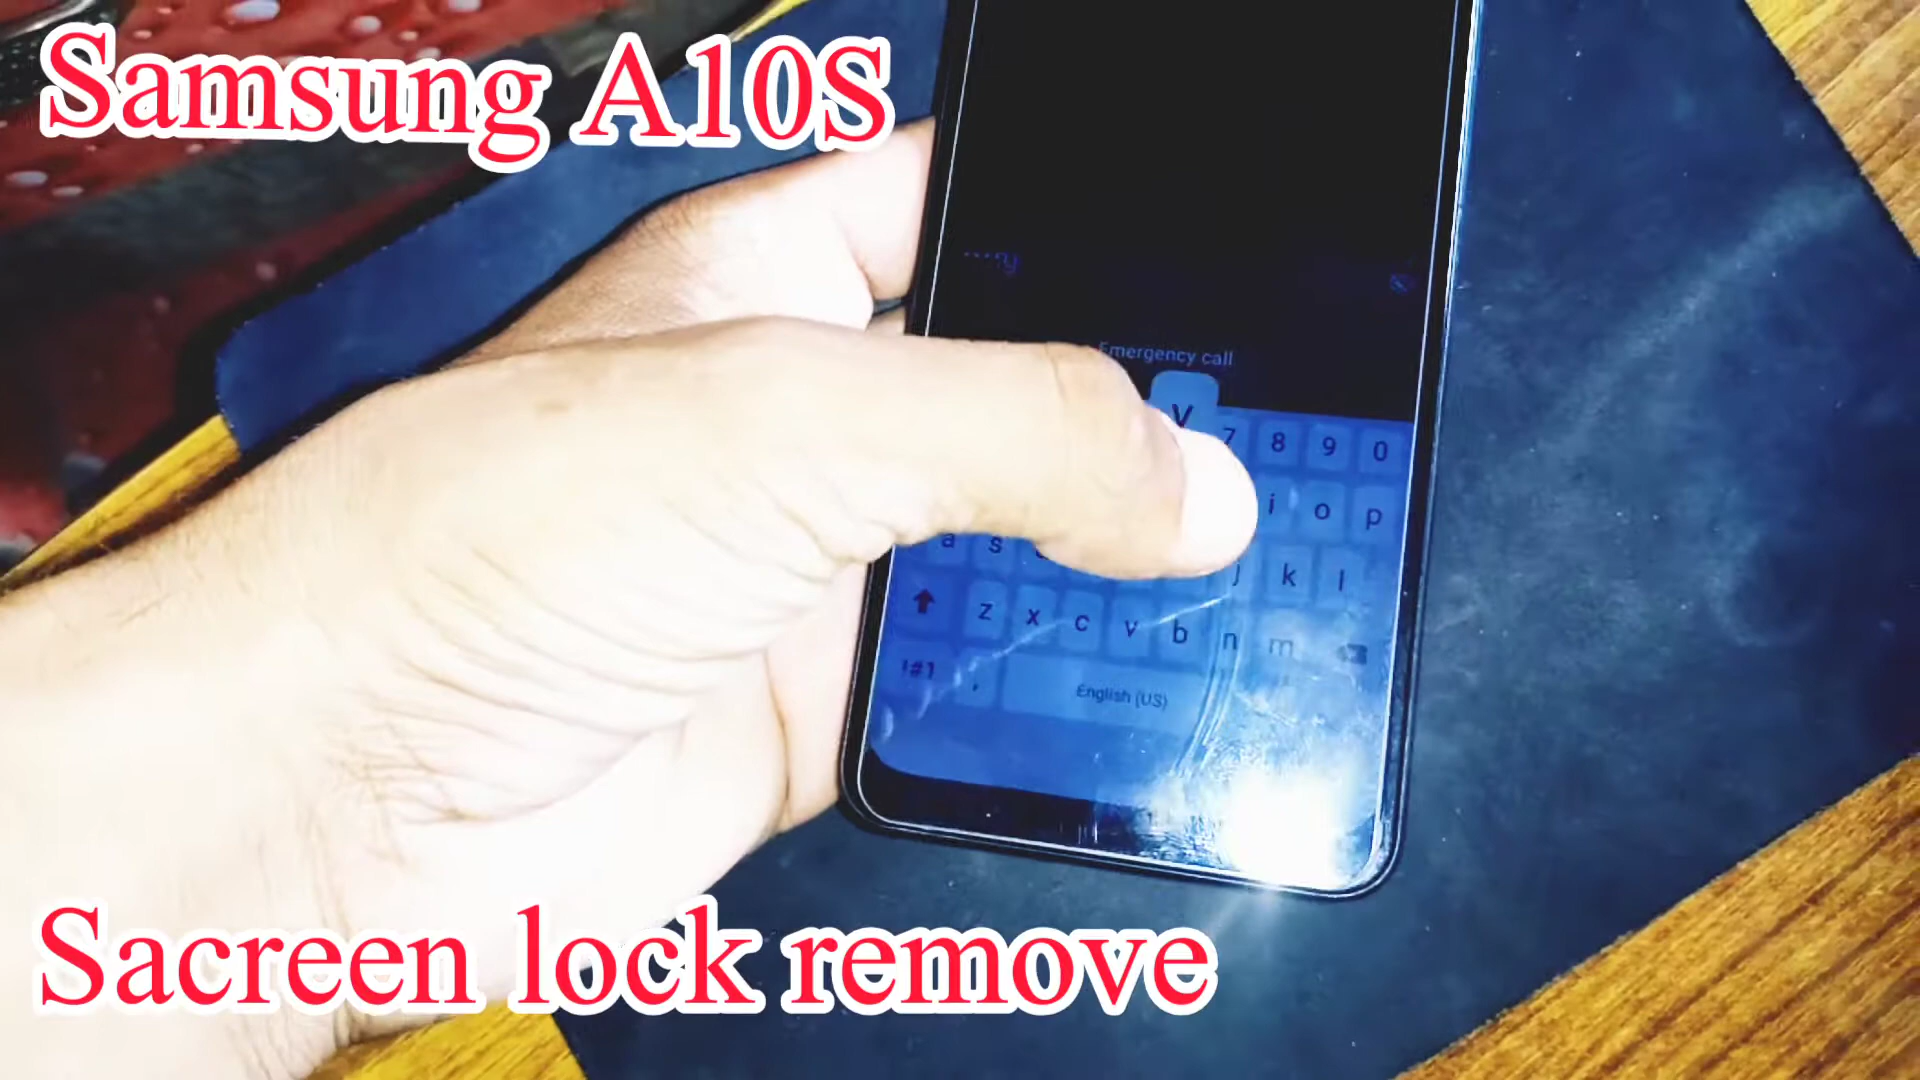 Samsung A10S
••••y
Emergency call
y
7 8 9 0
i o p
a s j k l
z x c v b n m
!#1 , English (US)
Sacreen lock remove